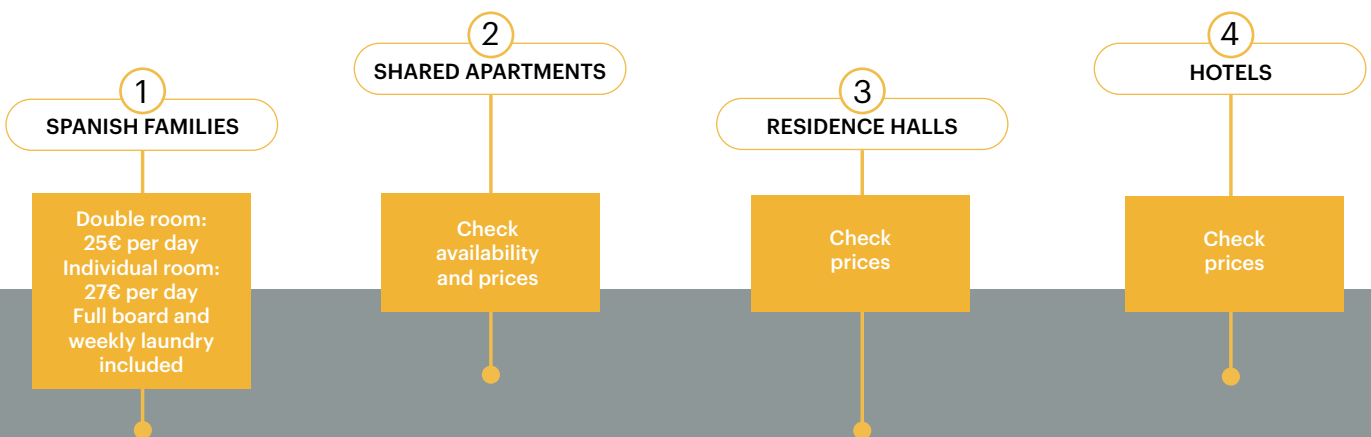 1
SPANISH FAMILIES
Double room:
25€ per day
Individual room:
27€ per day
Full board and
weekly laundry
included
2
SHARED APARTMENTS
Check
availability
and prices
3
RESIDENCE HALLS
Check
prices
4
HOTELS
Check
prices